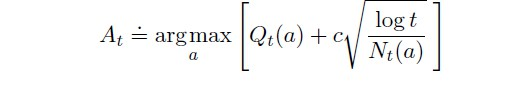 A_t ≐ argmax_a [ Q_t(a) + c √( log t / N_t(a) ) ]